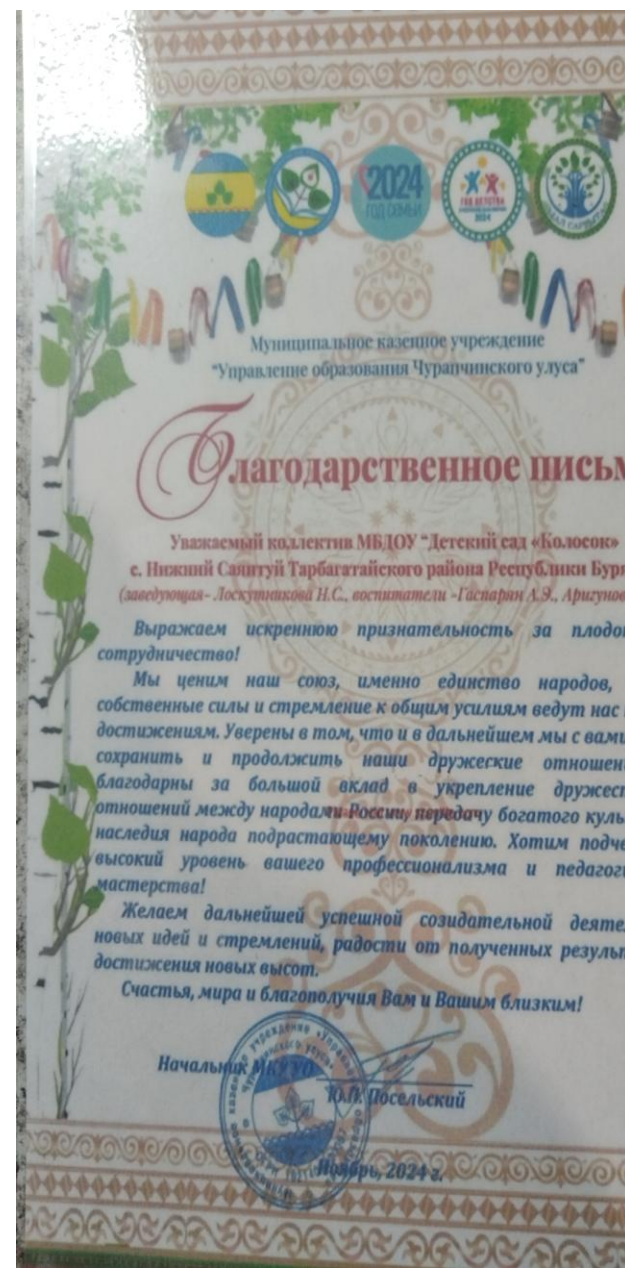 2024
ГОД СЕМЬИ
ГОД ДЕТСТВА
2024
Муниципальное казенное учреждение
"Управление образования Чурапчинского улуса"
Благодарственное письм
Уважаемый коллектив МБДОУ "Детский сад «Колосок»
с. Нижний Саянтуй Тарбагатайского района Республики Буря
(заведующая- Лоскутникова Н.С., воспитатели -Гаспарян А.Э., Аригунов
Выражаем искреннюю признательность за плодо
сотрудничество!
Мы ценим наш союз, именно единство народов,
собственные силы и стремление к общим усилиям ведут нас
достижениям. Уверены в том, что и в дальнейшем мы с вами
сохранить и продолжить наши дружеские отношен
благодарны за большой вклад в укрепление дружес
отношений между народами России, передачу богатого куль
наследия народа подрастающему поколению. Хотим подче
высокий уровень вашего профессионализма и педагог
мастерства!
Желаем дальнейшей успешной созидательной деяте
новых идей и стремлений, радости от полученных резуль
достижения новых высот.
Счастья, мира и благополучия Вам и Вашим близким!
Начальник МКУ УО
Ю.П. Посельский
Ноябрь, 2024 г.